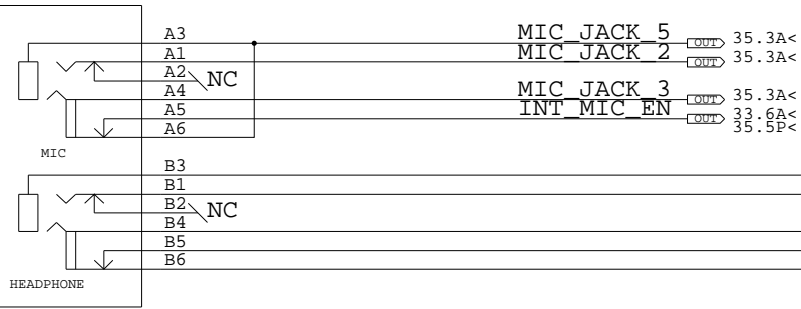 A3 MIC_JACK_5 OUT 35.3A<
A1 MIC_JACK_2 OUT 35.3A<
A2 NC
A4 MIC_JACK_3 OUT 35.3A<
A5 INT_MIC_EN OUT 33.6A<
35.5P<
A6
MIC
B3
B1
B2 NC
B4
B5
B6
HEADPHONE